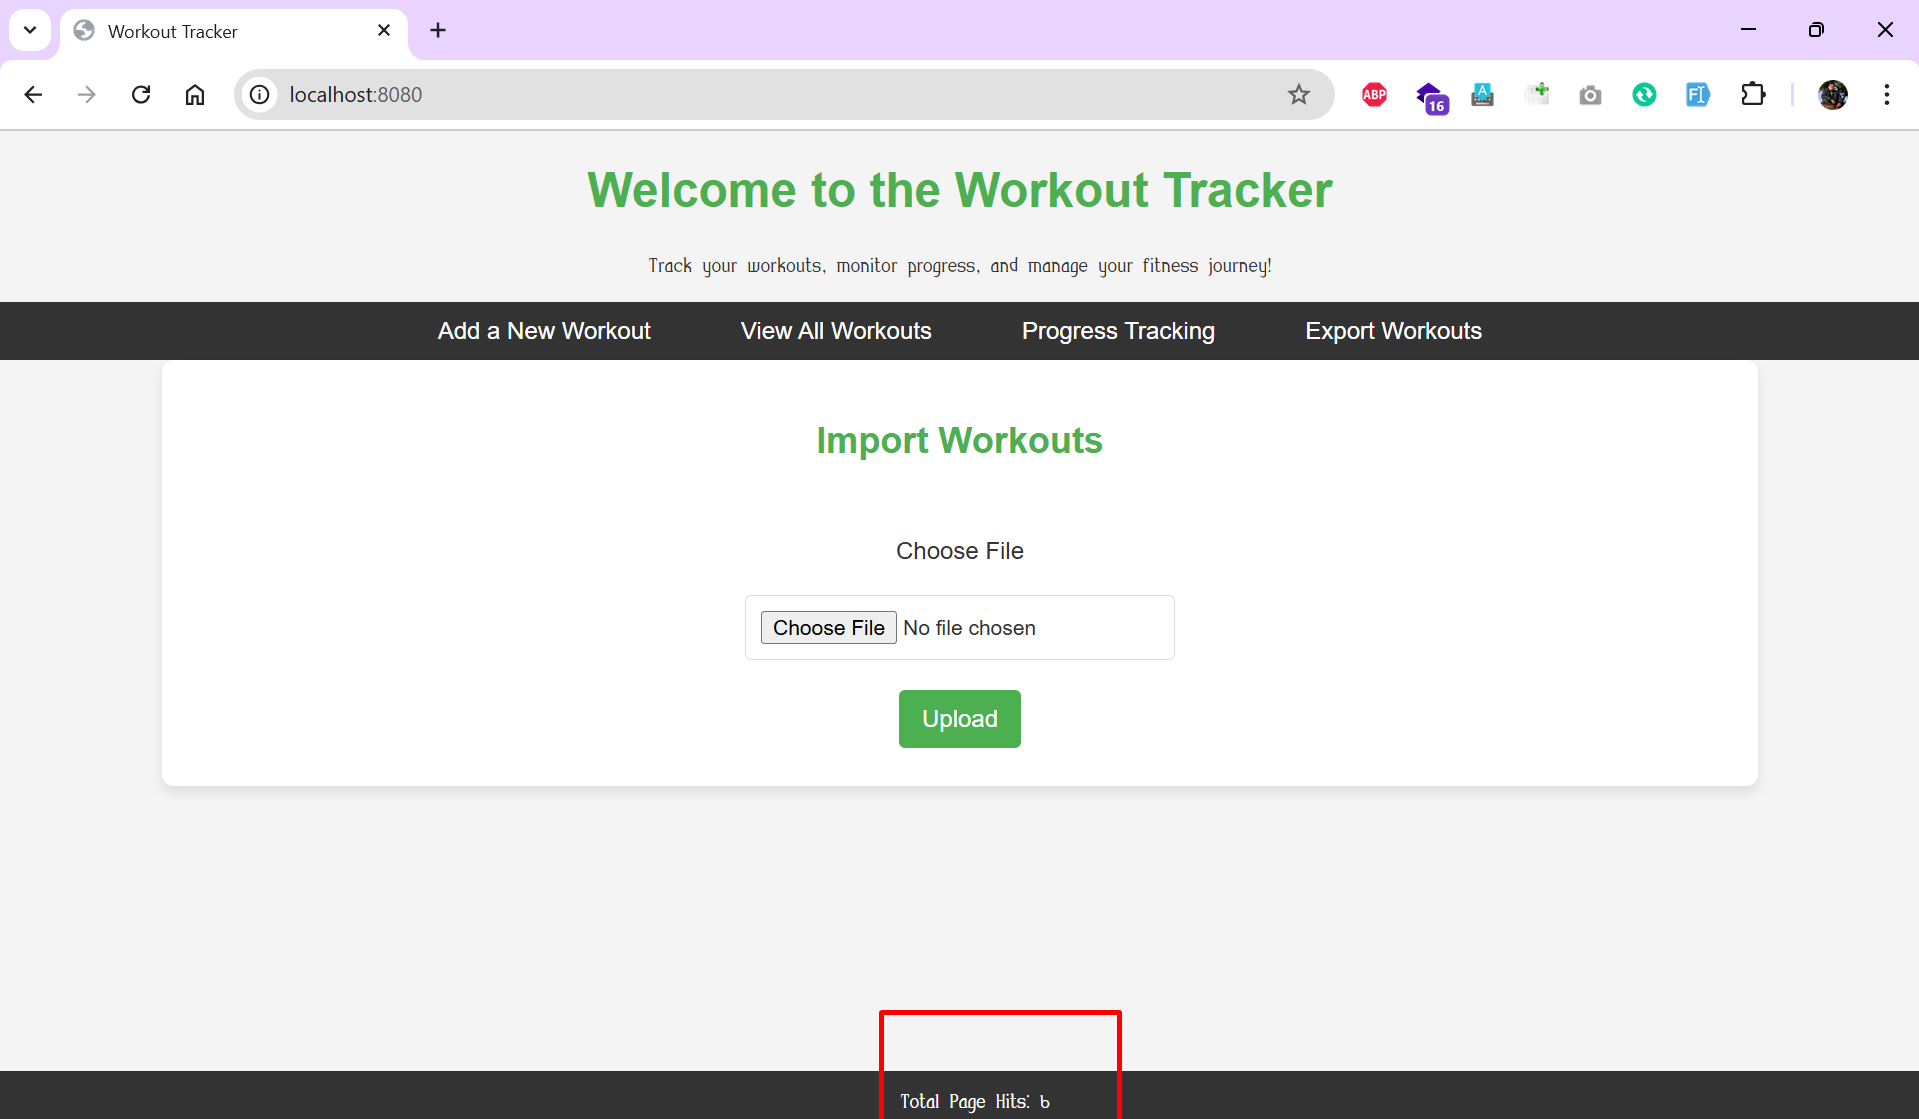 Workout Tracker
localhost:8080
ABP
16
A
FI
Welcome to the Workout Tracker
Track your workouts, monitor progress, and manage your fitness journey!
Add a New Workout View All Workouts Progress Tracking Export Workouts
Import Workouts
Choose File
Choose File No file chosen
Upload
Total Page Hits: 6